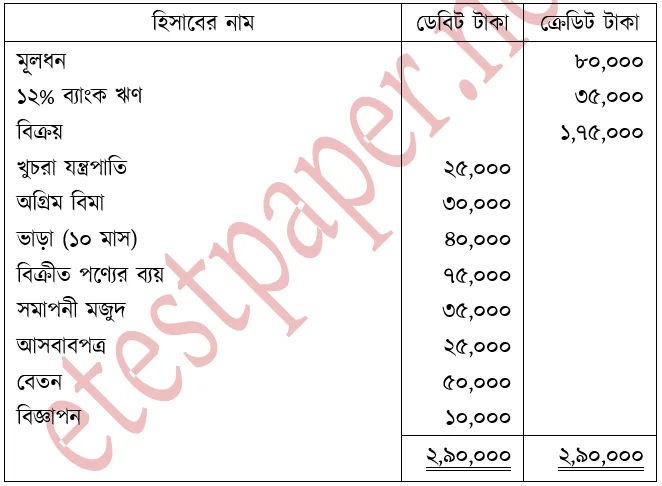 হিসাবের নাম ডেবিট টাকা ক্রেডিট টাকা
মূলধন ৮০,০০০
১২% ব্যাংক ঋণ ৩৫,০০০
বিক্রয় ১,৭৫,০০০
খুচরা যন্ত্রপাতি ২৫,০০০
অগ্রিম বিমা ৩০,০০০
ভাড়া (১০ মাস) ৪০,০০০
বিক্রীত পণ্যের ব্যয় ৭৫,০০০
সমাপনী মজুদ ৩৫,০০০
আসবাবপত্র ২৫,০০০
বেতন ৫০,০০০
বিজ্ঞাপন ১০,০০০
২,৯০,০০০ ২,৯০,০০০
etestpaper.ne